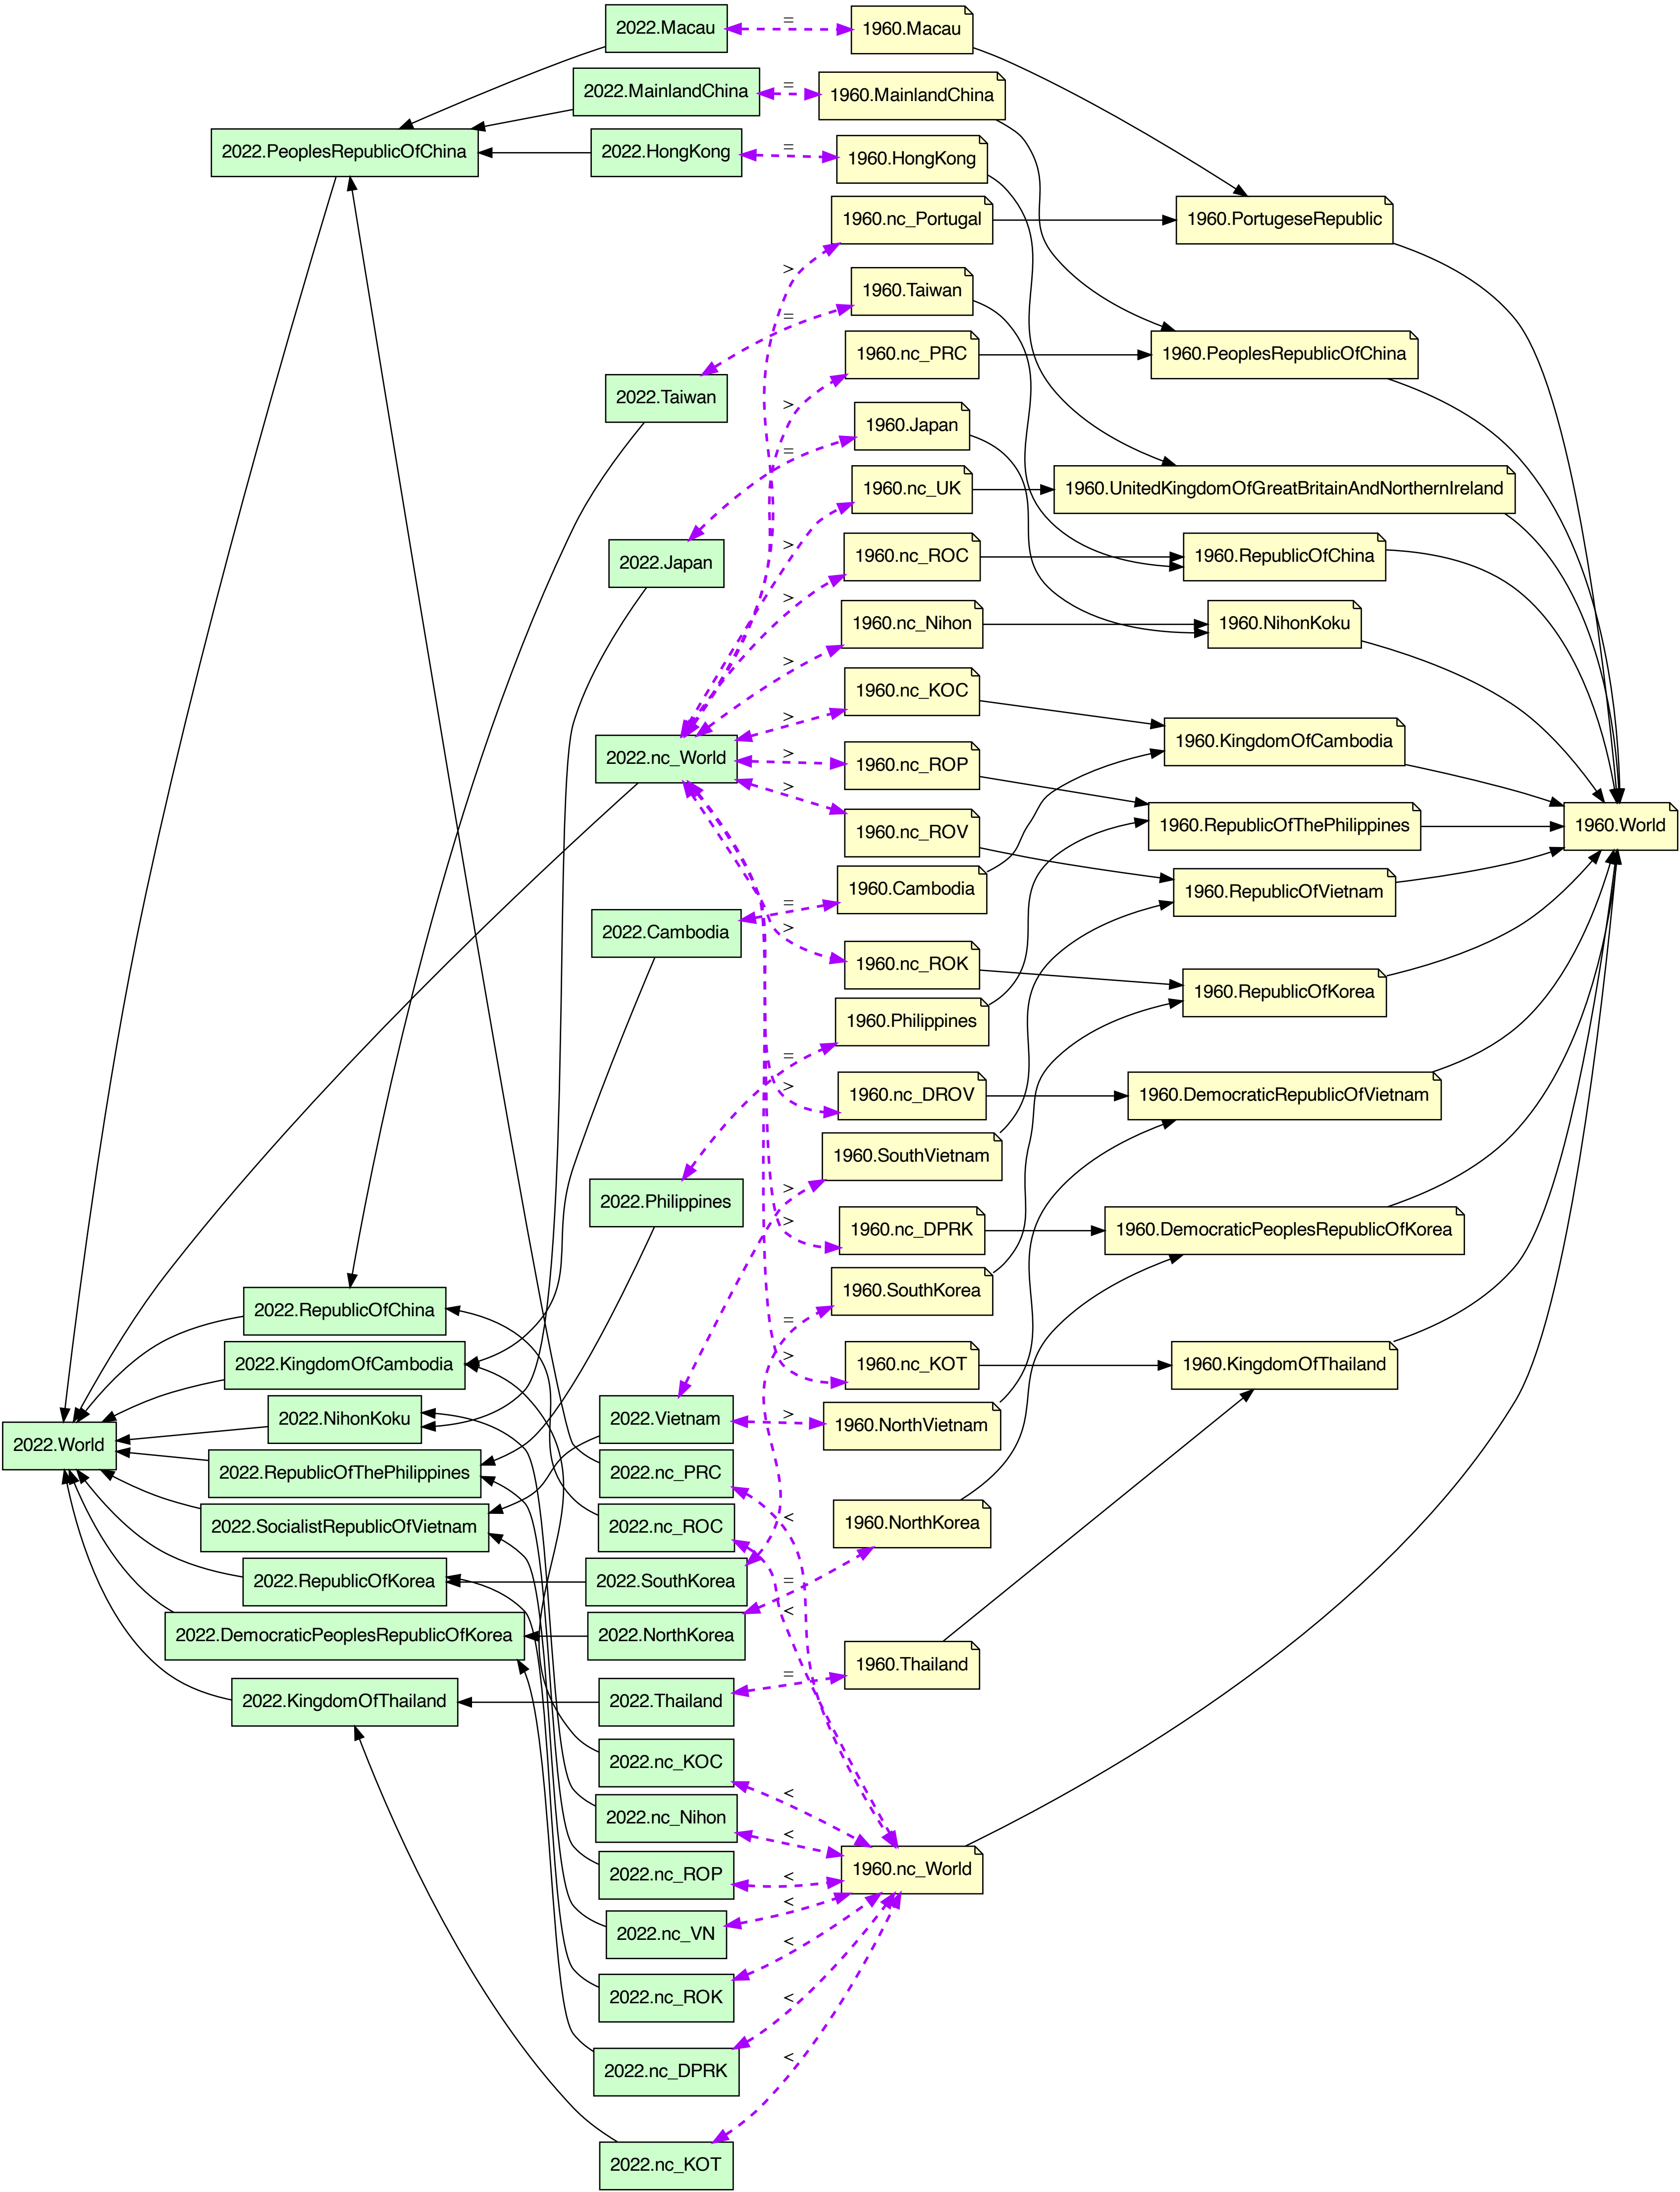 2022.Macau
=
1960.Macau
2022.MainlandChina
=
1960.MainlandChina
2022.PeoplesRepublicOfChina
2022.HongKong
=
1960.HongKong
1960.nc_Portugal
1960.PortugeseRepublic
>
1960.Taiwan
=
1960.nc_PRC
1960.PeoplesRepublicOfChina
2022.Taiwan
>
1960.Japan
=
1960.nc_UK
1960.UnitedKingdomOfGreatBritainAndNorthernIreland
>
1960.nc_ROC
1960.RepublicOfChina
2022.Japan
>
1960.nc_Nihon
1960.NihonKoku
>
1960.nc_KOC
>
1960.KingdomOfCambodia
2022.nc_World
>
1960.nc_ROP
>
1960.nc_ROV
1960.RepublicOfThePhilippines
1960.World
1960.Cambodia
1960.RepublicOfVietnam
=
2022.Cambodia
>
1960.nc_ROK
1960.RepublicOfKorea
1960.Philippines
=
>
1960.nc_DROV
1960.DemocraticRepublicOfVietnam
1960.SouthVietnam
>
2022.Philippines
>
1960.nc_DPRK
1960.DemocraticPeoplesRepublicOfKorea
1960.SouthKorea
2022.RepublicOfChina
=
>
2022.KingdomOfCambodia
1960.nc_KOT
1960.KingdomOfThailand
2022.NihonKoku
2022.Vietnam
>
1960.NorthVietnam
2022.World
2022.RepublicOfThePhilippines
2022.nc_PRC
<
2022.SocialistRepublicOfVietnam
2022.nc_ROC
1960.NorthKorea
2022.RepublicOfKorea
2022.SouthKorea
=
<
2022.DemocraticPeoplesRepublicOfKorea
2022.NorthKorea
1960.Thailand
=
2022.KingdomOfThailand
2022.Thailand
2022.nc_KOC
<
2022.nc_Nihon
<
1960.nc_World
2022.nc_ROP
<
<
2022.nc_VN
<
2022.nc_ROK
<
2022.nc_DPRK
<
2022.nc_KOT